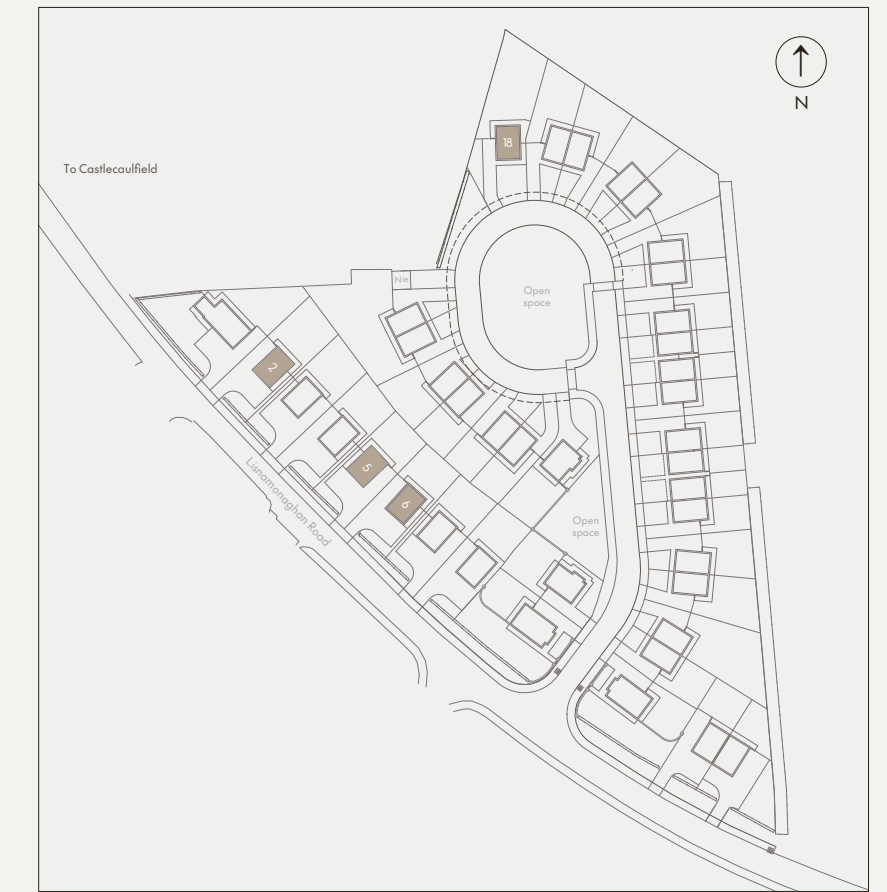 N
18
To Castlecaulfield
Nie
Open
space
2
5
Lisnamonaghan Road
6
Open
space